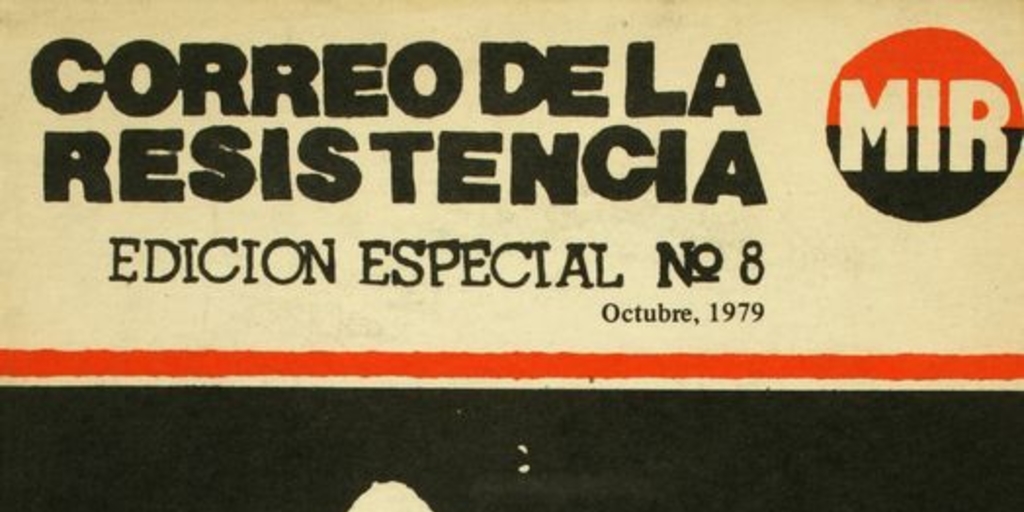 CORREO DE LA
RESISTENCIA
MIR
EDICION ESPECIAL Nº 8
Octubre, 1979